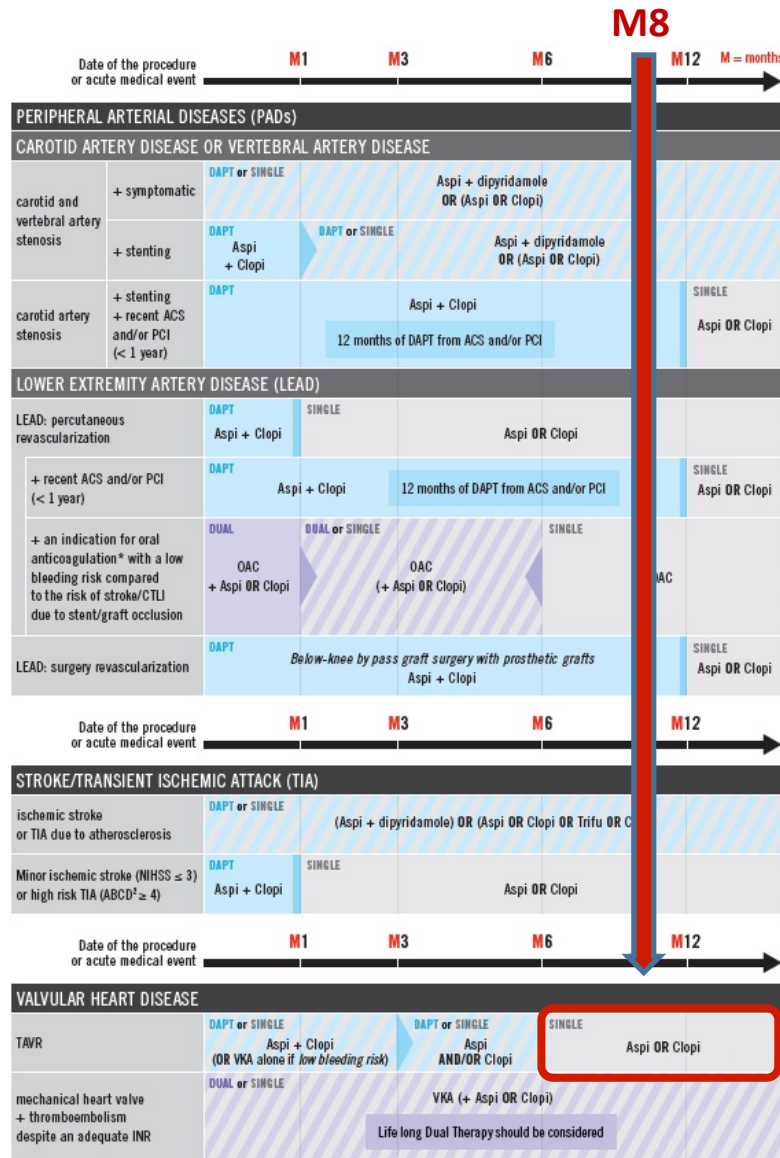 M8
Date of the procedure
or acute medical event
M1 M3 M6 M12 M = months
PERIPHERAL ARTERIAL DISEASES (PADs)
CAROTID ARTERY DISEASE OR VERTEBRAL ARTERY DISEASE
carotid and
vertebral artery
stenosis
+ symptomatic
DAPT or SINGLE
Aspi + dipyridamole
OR (Aspi OR Clopi)
+ stenting
DAPT
Aspi
+ Clopi
DAPT or SINGLE
Aspi + dipyridamole
OR (Aspi OR Clopi)
carotid artery
stenosis
+ stenting
+ recent ACS
and/or PCI
(< 1 year)
DAPT
Aspi + Clopi
12 months of DAPT from ACS and/or PCI
SINGLE
Aspi OR Clopi
LOWER EXTREMITY ARTERY DISEASE (LEAD)
LEAD: percutaneous
revascularization
DAPT
Aspi + Clopi
SINGLE
Aspi OR Clopi
+ recent ACS and/or PCI
(< 1 year)
DAPT
Aspi + Clopi
12 months of DAPT from ACS and/or PCI
SINGLE
Aspi OR Clopi
+ an indication for oral
anticoagulation* with a low
bleeding risk compared
to the risk of stroke/CTLI
due to stent/graft occlusion
DUAL
OAC
+ Aspi OR Clopi
DUAL or SINGLE
OAC
(+ Aspi OR Clopi)
SINGLE
AC
LEAD: surgery revascularization
DAPT
Below-knee by pass graft surgery with prosthetic grafts
Aspi + Clopi
SINGLE
Aspi OR Clopi
Date of the procedure
or acute medical event
M1 M3 M6 M12
STROKE/TRANSIENT ISCHEMIC ATTACK (TIA)
ischemic stroke
or TIA due to atherosclerosis
DAPT or SINGLE
(Aspi + dipyridamole) OR (Aspi OR Clopi OR Trifu OR C
Minor ischemic stroke (NIHSS ≤ 3)
or high risk TIA (ABCD² ≥ 4)
DAPT
Aspi + Clopi
SINGLE
Aspi OR Clopi
Date of the procedure
or acute medical event
M1 M3 M6 M12
VALVULAR HEART DISEASE
TAVR
DAPT or SINGLE
Aspi + Clopi
(OR VKA alone if low bleeding risk)
DAPT or SINGLE
Aspi
AND/OR Clopi
SINGLE
Aspi OR Clopi
mechanical heart valve
+ thromboembolism
despite an adequate INR
DUAL or SINGLE
VKA (+ Aspi OR Clopi)
Life long Dual Therapy should be considered